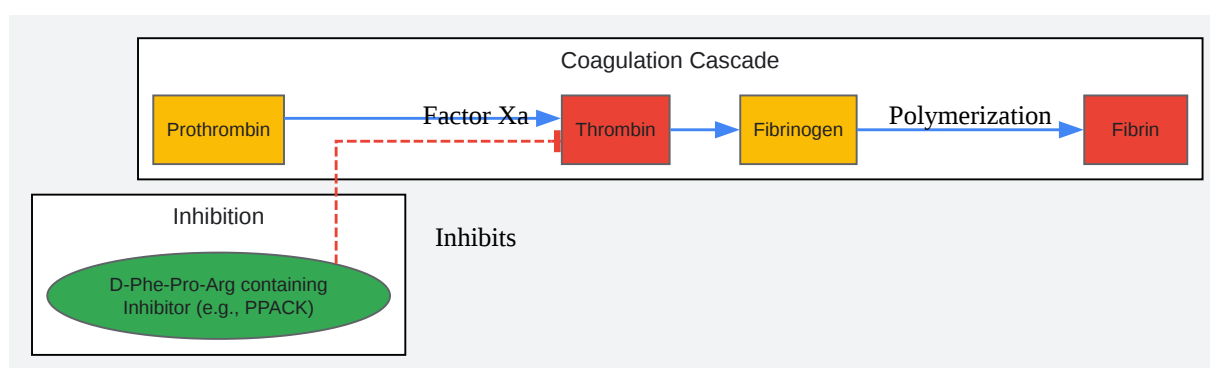 Coagulation Cascade
Prothrombin
Factor Xa
Thrombin
Fibrinogen
Polymerization
Fibrin
Inhibition
Inhibits
D-Phe-Pro-Arg containing
Inhibitor (e.g., PPACK)